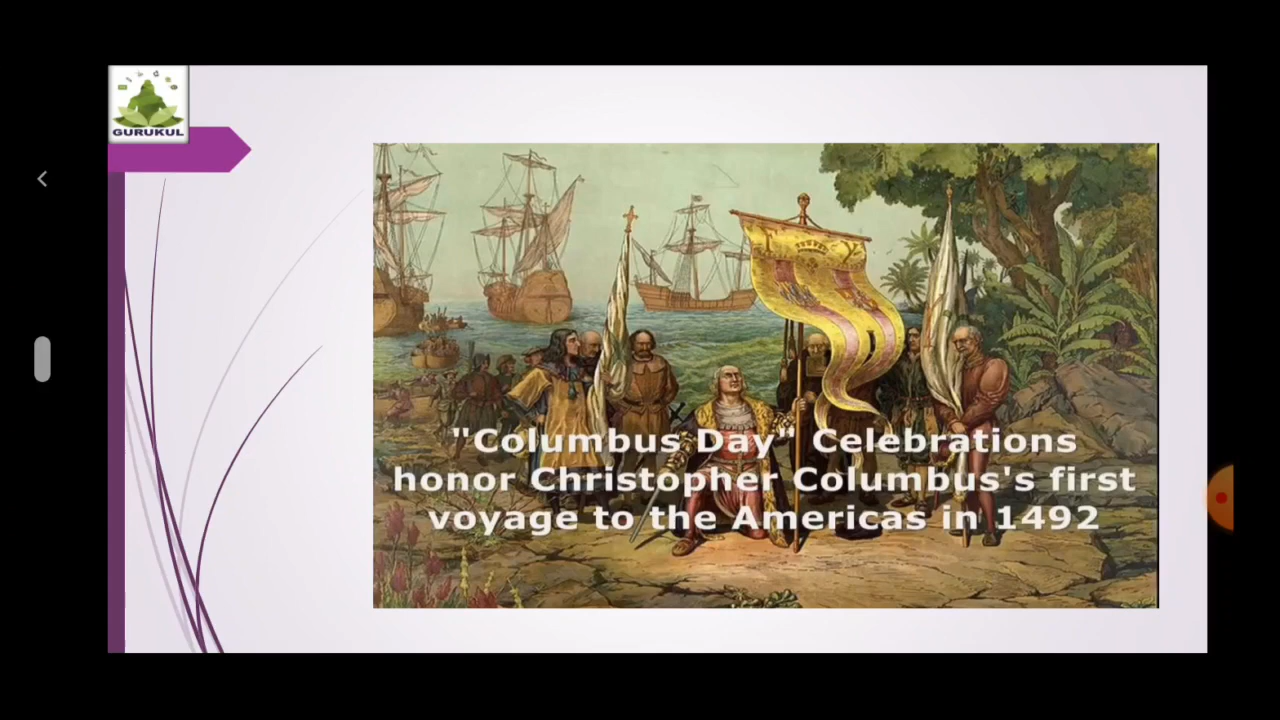 GURUKUL
"Columbus Day" Celebrations
honor Christopher Columbus's first
voyage to the Americas in 1492